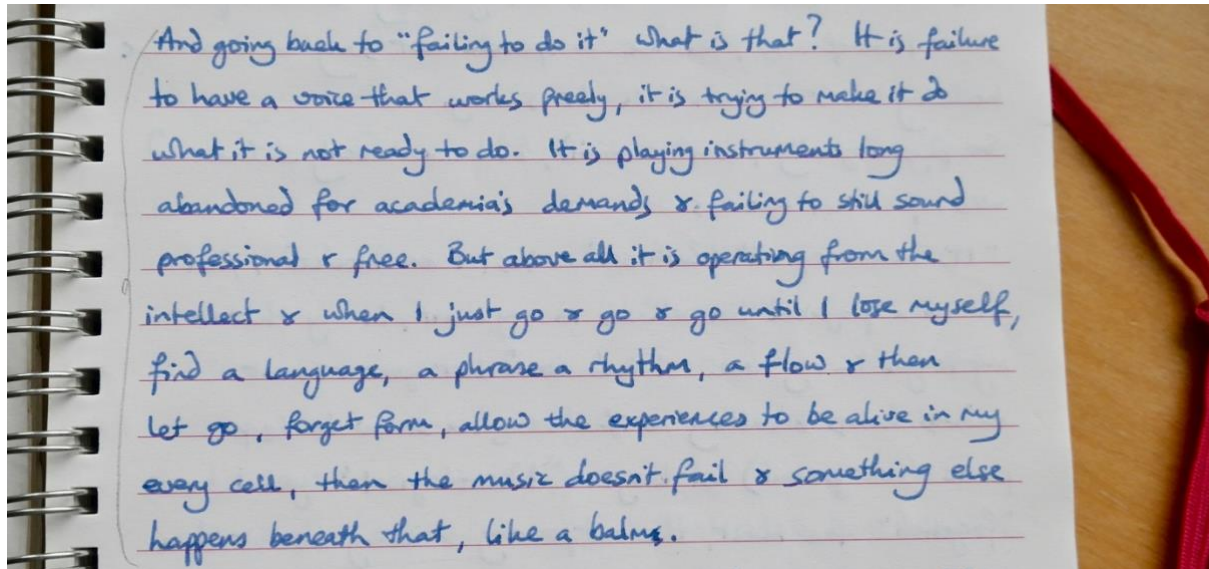 And going back to "failing to do it" what is that? It is failure
to have a voice that works freely, it is trying to make it do
what it is not ready to do. It is playing instruments long
abandoned for academia's demands & failing to still sound
professional & free. But above all it is operating from the
intellect & when I just go & go & go until I lose myself,
find a language, a phrase a rhythm, a flow & then
let go, forget form, allow the experiences to be alive in my
every cell, then the music doesn't fail & something else
happens beneath that, like a balm.